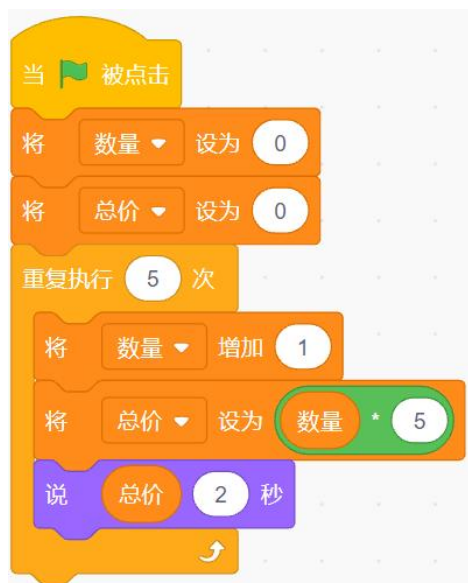 当 被点击
将 数量 设为 0
将 总价 设为 0
重复执行 5 次
将 数量 增加 1
将 总价 设为 数量 * 5
说 总价 2 秒